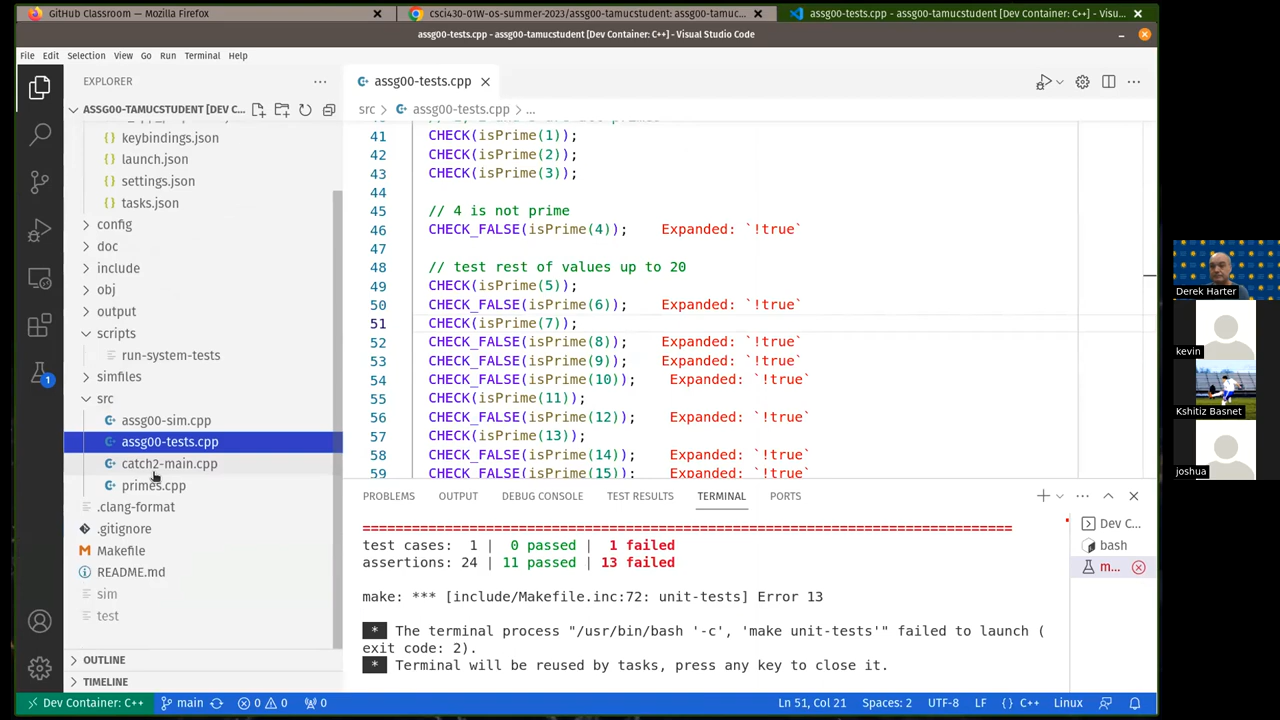 GitHub Classroom — Mozilla Firefox
csci430-01W-os-summer-2023/assg00-tamucstudent: assg00-tamuc...
assg00-tests.cpp - assg00-tamucstudent [Dev Container: C++] - Visu...
assg00-tests.cpp - assg00-tamucstudent [Dev Container: C++] - Visual Studio Code
File Edit Selection View Go Run Terminal Help
EXPLORER
ASSG00-TAMUCSTUDENT [DEV C...
keybindings.json
launch.json
settings.json
tasks.json
config
doc
include
obj
output
scripts
run-system-tests
simfiles
src
assg00-sim.cpp
assg00-tests.cpp
catch2-main.cpp
primes.cpp
.clang-format
.gitignore
Makefile
README.md
sim
test
OUTLINE
TIMELINE
1
assg00-tests.cpp
src > assg00-tests.cpp > ...
41 CHECK(isPrime(1));
42 CHECK(isPrime(2));
43 CHECK(isPrime(3));
44
45 // 4 is not prime
46 CHECK_FALSE(isPrime(4)); Expanded: `!true`
47
48 // test rest of values up to 20
49 CHECK(isPrime(5));
50 CHECK_FALSE(isPrime(6)); Expanded: `!true`
51 CHECK(isPrime(7));
52 CHECK_FALSE(isPrime(8)); Expanded: `!true`
53 CHECK_FALSE(isPrime(9)); Expanded: `!true`
54 CHECK_FALSE(isPrime(10)); Expanded: `!true`
55 CHECK(isPrime(11));
56 CHECK_FALSE(isPrime(12)); Expanded: `!true`
57 CHECK(isPrime(13));
58 CHECK_FALSE(isPrime(14)); Expanded: `!true`
59 CHECK_FALSE(isPrime(15)); Expanded: `!true`
PROBLEMS OUTPUT DEBUG CONSOLE TEST RESULTS TERMINAL PORTS
===============================================================================
test cases: 1 | 0 passed | 1 failed
assertions: 24 | 11 passed | 13 failed
make: *** [include/Makefile.inc:72: unit-tests] Error 13
* The terminal process "/usr/bin/bash '-c', 'make unit-tests'" failed to launch (
exit code: 2).
* Terminal will be reused by tasks, press any key to close it.
Dev C...
bash
m...
Dev Container: C++ main 0 0 0 Ln 51, Col 21 Spaces: 2 UTF-8 LF {} C++ Linux
Derek Harter
kevin
Kshitiz Basnet
joshua